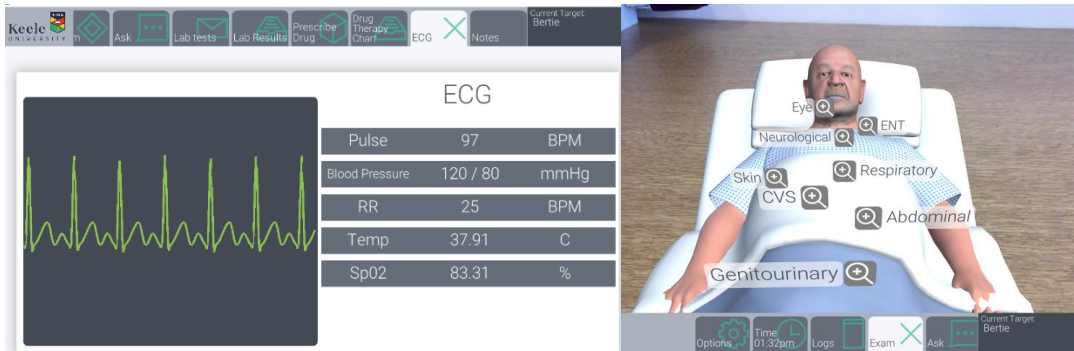 Keele
UNIVERSITY
m
Ask
Lab tests
Lab Results
Prescribe
Drug
Drug
Therapy
Chart
ECG
Notes
Current Target:
Bertie
ECG
Pulse 97 BPM
Blood Pressure 120 / 80 mmHg
RR 25 BPM
Temp 37.91 C
Sp02 83.31 %
Eye
ENT
Neurological
Respiratory
Skin
CVS
Abdominal
Genitourinary
Options
Time
01:32pm
Logs
Exam
Ask
Current Target:
Bertie